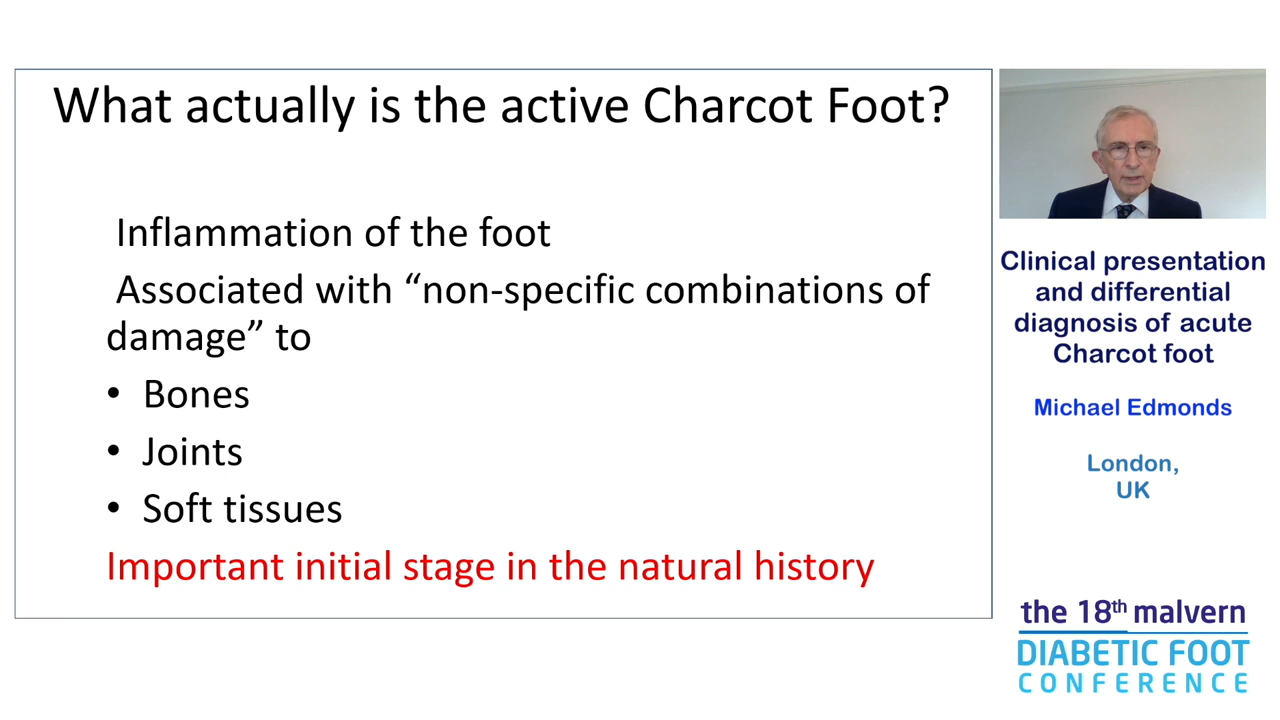 What actually is the active Charcot Foot?
Inflammation of the foot
Associated with “non-specific combinations of
damage” to
• Bones
• Joints
• Soft tissues
Important initial stage in the natural history
Clinical presentation
and differential
diagnosis of acute
Charcot foot
Michael Edmonds
London,
UK
the 18th malvern
DIABETIC FOOT
CONFERENCE